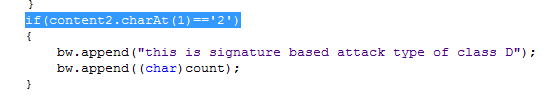 }
if(content2.charAt(1)=='2')
{
bw.append("this is signature based attack type of class D");
bw.append((char)count);
}